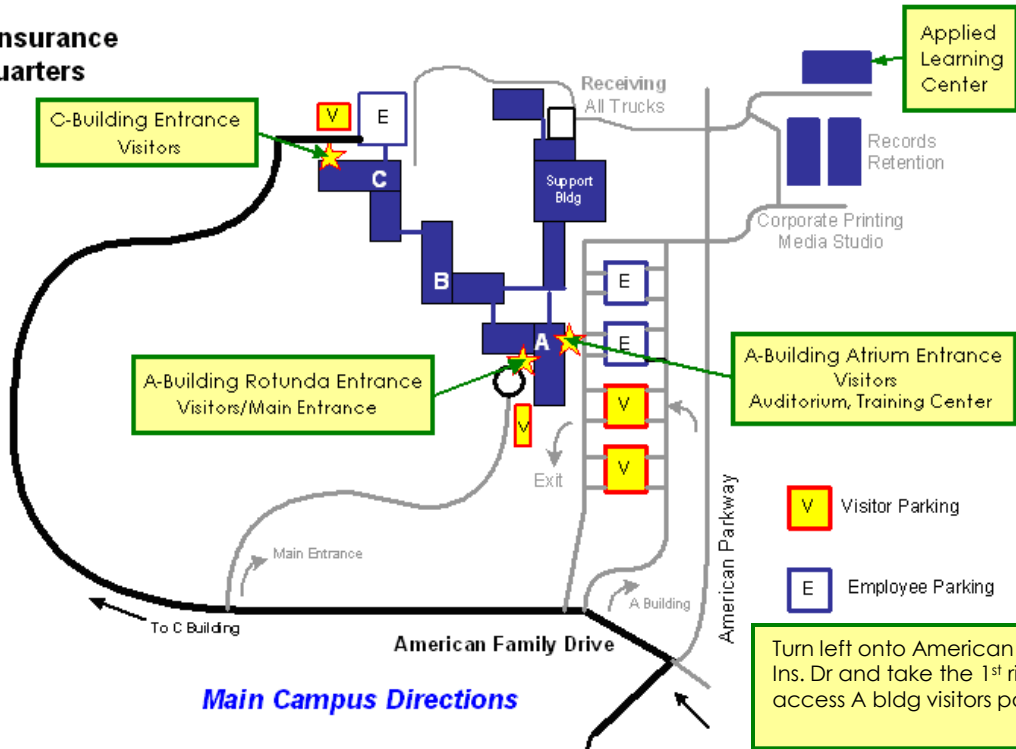 nsurance
uarters
Applied
Learning
Center
Receiving
All Trucks
C-Building Entrance
Visitors
V
E
C
Records
Retention
Support
Bldg
Corporate Printing
Media Studio
B
E
A
E
A-Building Rotunda Entrance
Visitors/Main Entrance
A-Building Atrium Entrance
Visitors
Auditorium, Training Center
V
V
V
Exit
American Parkway
V Visitor Parking
Main Entrance
E Employee Parking
A Building
To C Building
American Family Drive
Turn left onto American
Ins. Dr and take the 1st ri
access A bldg visitors pa
Main Campus Directions